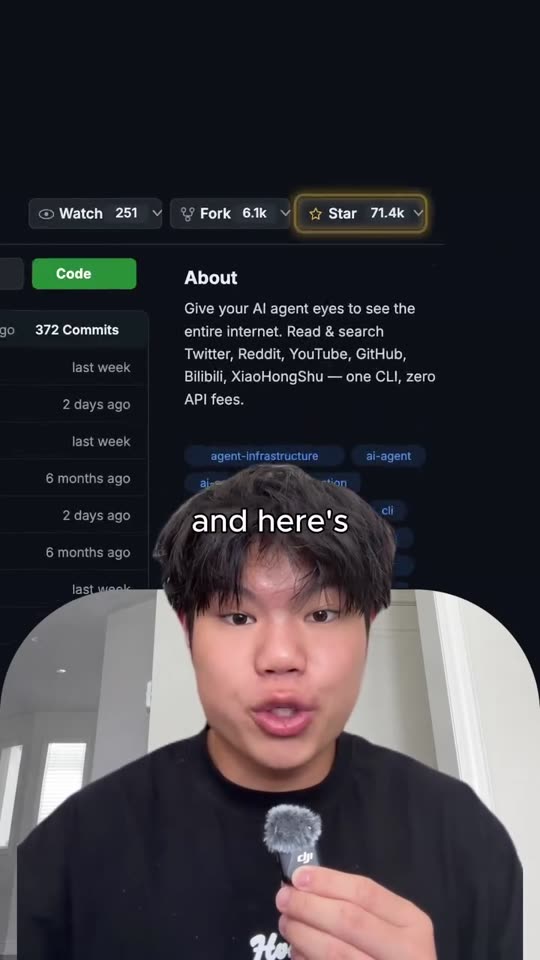 Watch 251
Fork 6.1k
Star 71.4k
Code
About
Give your AI agent eyes to see the
entire internet. Read & search
Twitter, Reddit, YouTube, GitHub,
Bilibili, XiaoHongShu — one CLI, zero
API fees.
ago 372 Commits
last week
2 days ago
last week
6 months ago
2 days ago
6 months ago
last week
agent-infrastructure
ai-agent
cli
and here's
dji